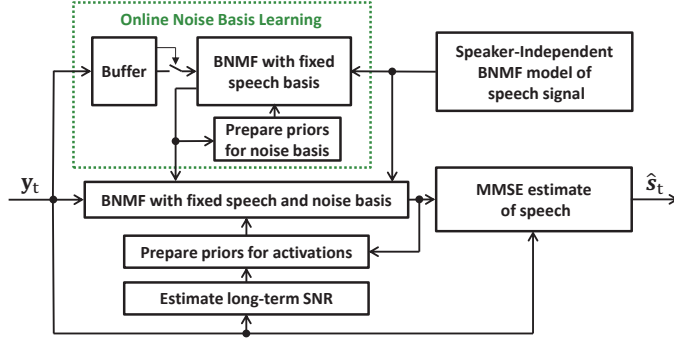 Online Noise Basis Learning
Buffer
BNMF with fixed
speech basis
Speaker-Independent
BNMF model of
speech signal
Prepare priors
for noise basis
y_t
BNMF with fixed speech and noise basis
MMSE estimate
of speech
ŝ_t
Prepare priors for activations
Estimate long-term SNR